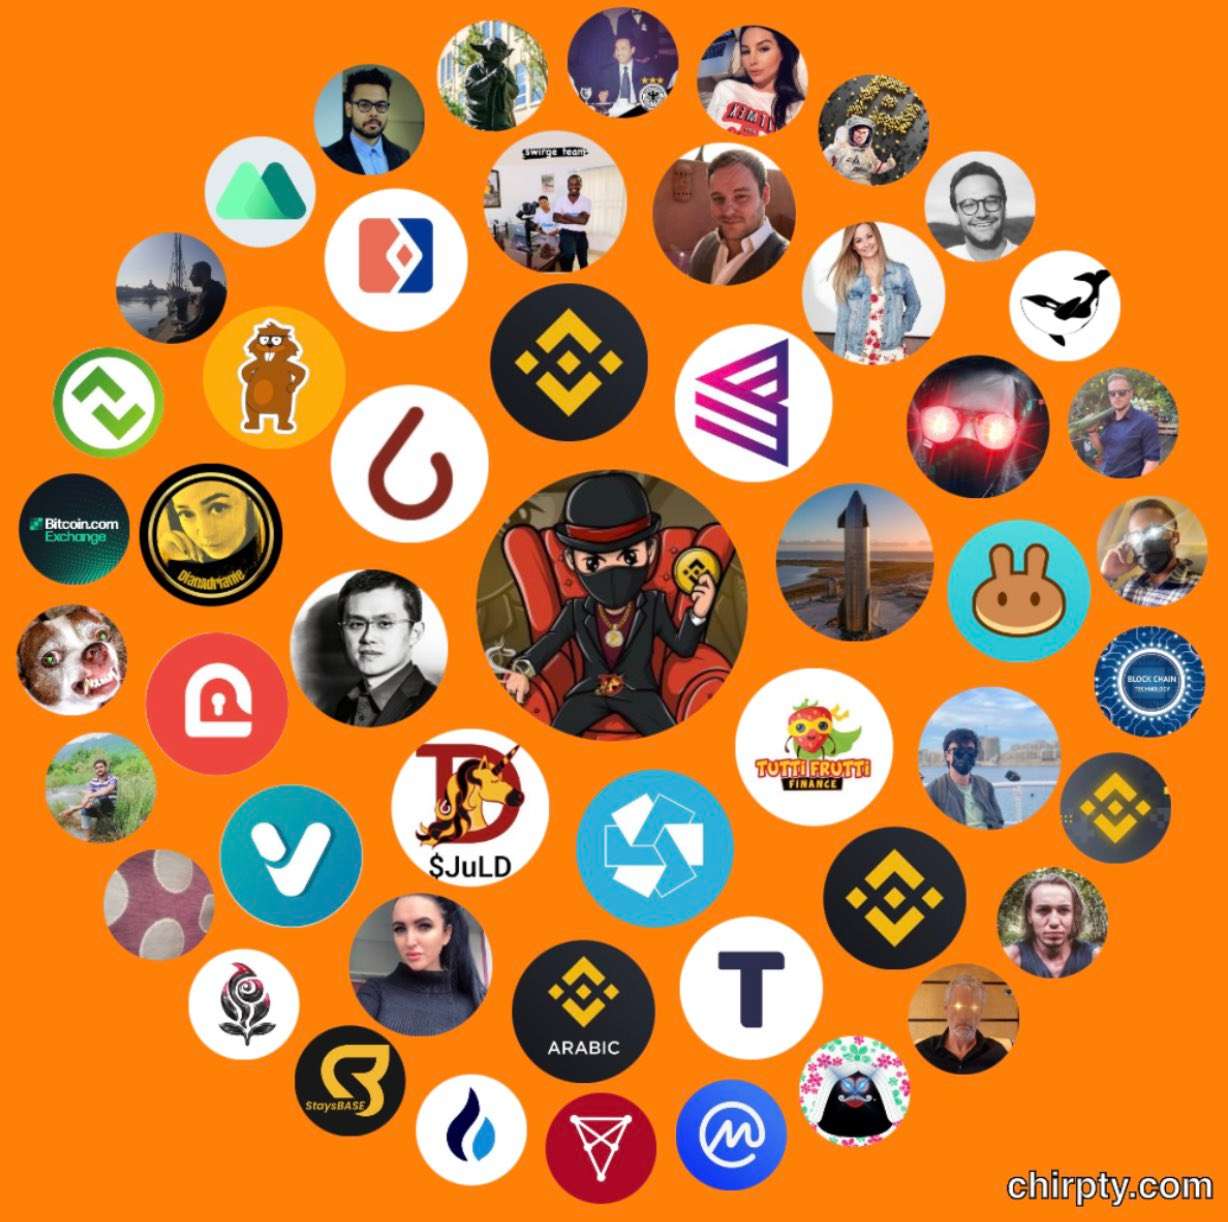 swirge team
Bitcoin.com
Exchange
DianAdrianne
BLOCK CHAIN
TECHNOLOGY
TUTTi FRUTTi
FINANCE
$JuLD
T
ARABIC
StaysBASE
chirpty.com